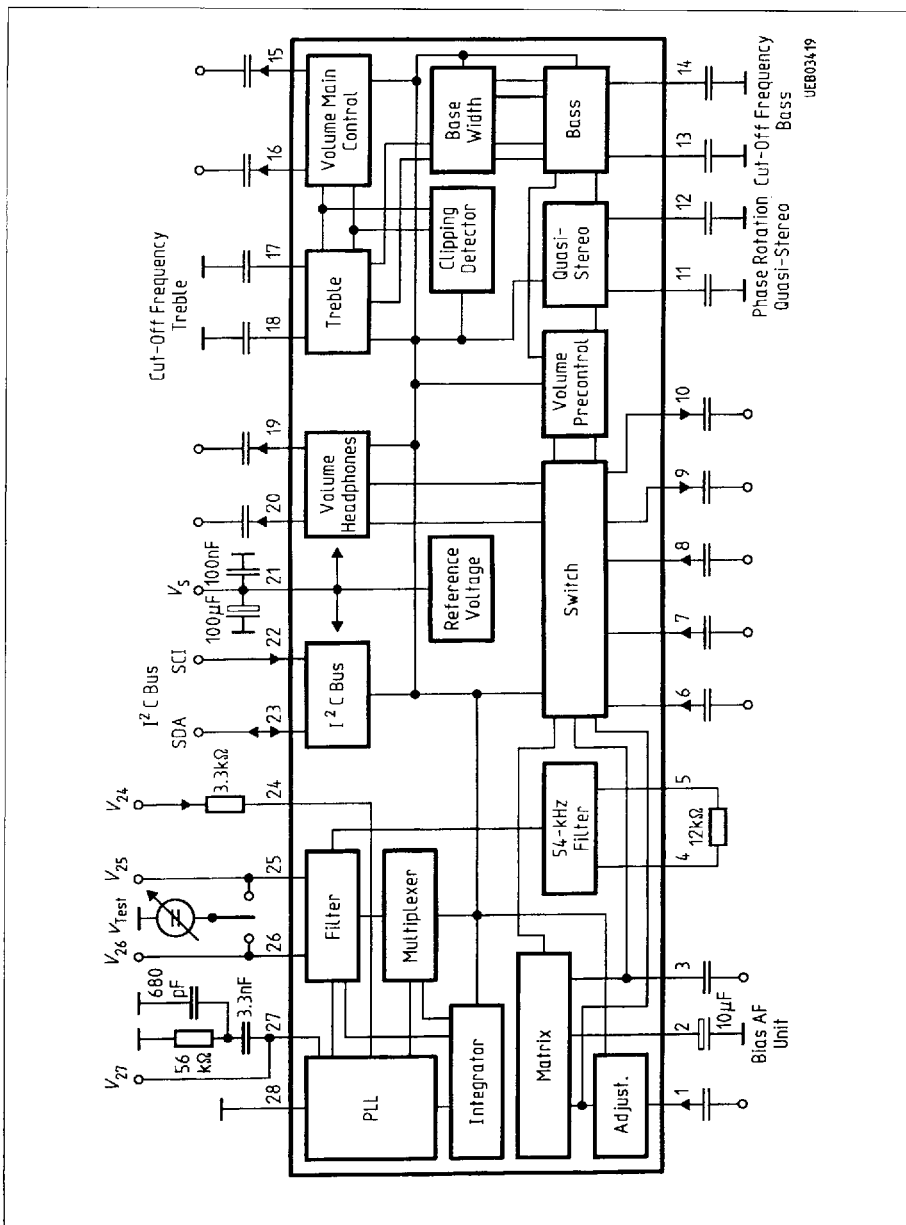 I² C Bus
Cut-Off Frequency
Treble
V27
V26
VTest
V25
V24
SDA
SCI
VS
680
pF
56
kΩ
3.3nF
3.3kΩ
100µF
100nF
28
27
26
25
24
23
22
21
20
19
18
17
16
15
PLL
Filter
Multiplexer
Integrator
I² C Bus
Reference
Voltage
Volume
Headphones
Treble
Clipping
Detector
Volume Main
Control
Base
Width
Matrix
Adjust.
54-kHz
Filter
Switch
Volume
Precontrol
Quasi-
Stereo
Bass
1
2
3
4
5
6
7
8
9
10
11
12
13
14
10µF
12kΩ
Bias AF
Unit
Phase Rotation
Quasi-Stereo
Cut-Off Frequency
Bass
UEB03419